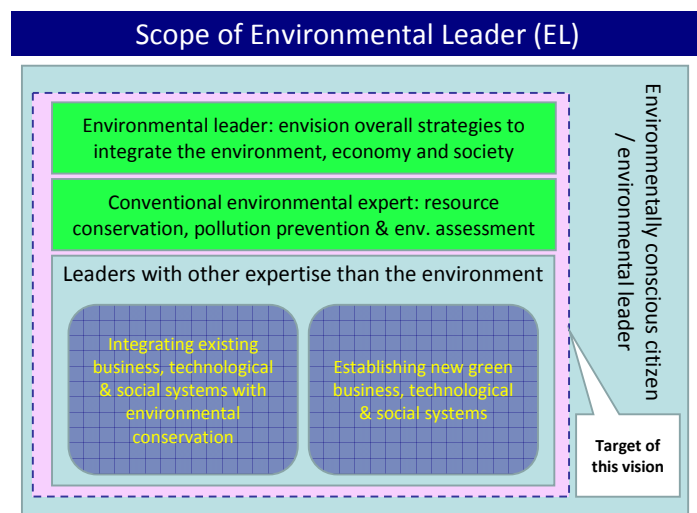 Scope of Environmental Leader (EL)
Environmental leader: envision overall strategies to
integrate the environment, economy and society
Conventional environmental expert: resource
conservation, pollution prevention & env. assessment
Leaders with other expertise than the environment
Integrating existing
business, technological
& social systems with
environmental
conservation
Establishing new green
business, technological
& social systems
Environmentally conscious citizen
/ environmental leader
Target of
this vision